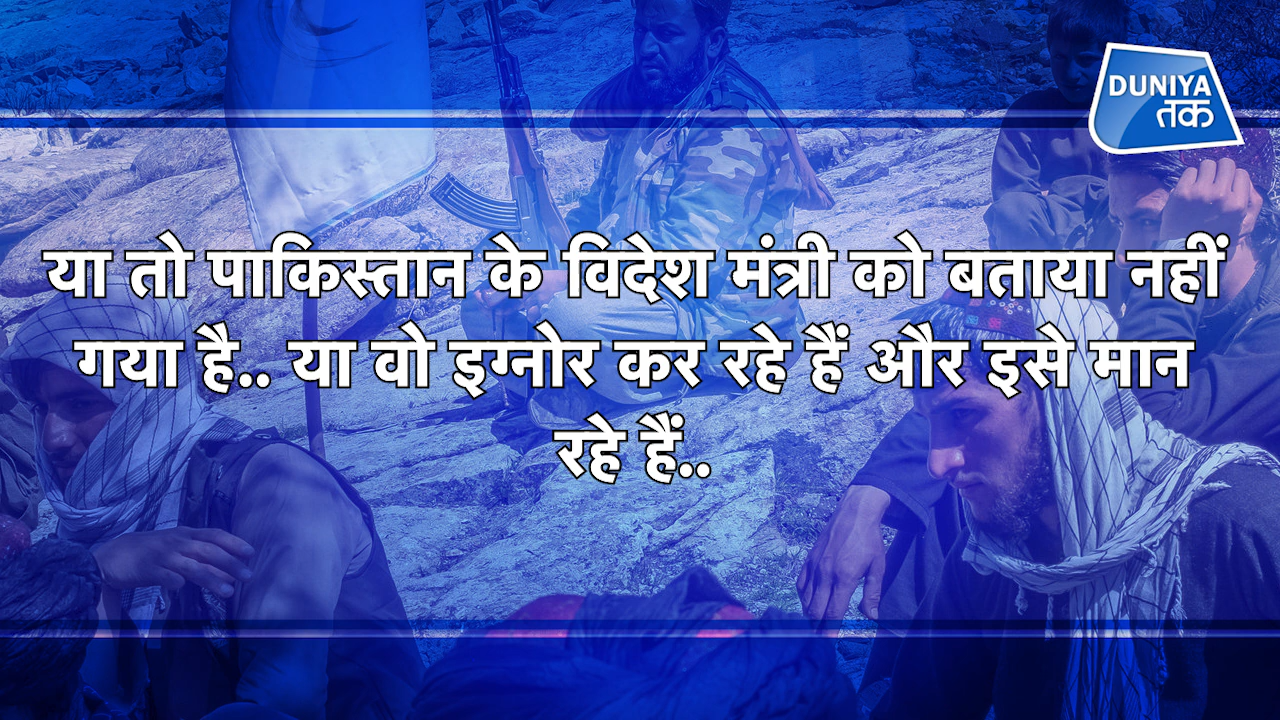 DUNIYA
तक
या तो पाकिस्तान के विदेश मंत्री को बताया नहीं
गया है.. या वो इग्नोर कर रहे हैं और इसे मान
रहे हैं..